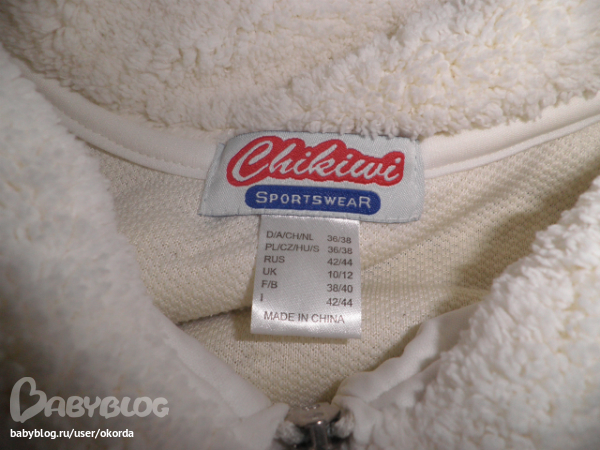 Chikiwi
SPORTSWEAR
D/A/CH/NL 36/38
PL/CZ/HU/S 36/38
RUS 42/44
UK 10/12
F/B 38/40
I 42/44
MADE IN CHINA
BABYBLOG
babyblog.ru/user/okorda